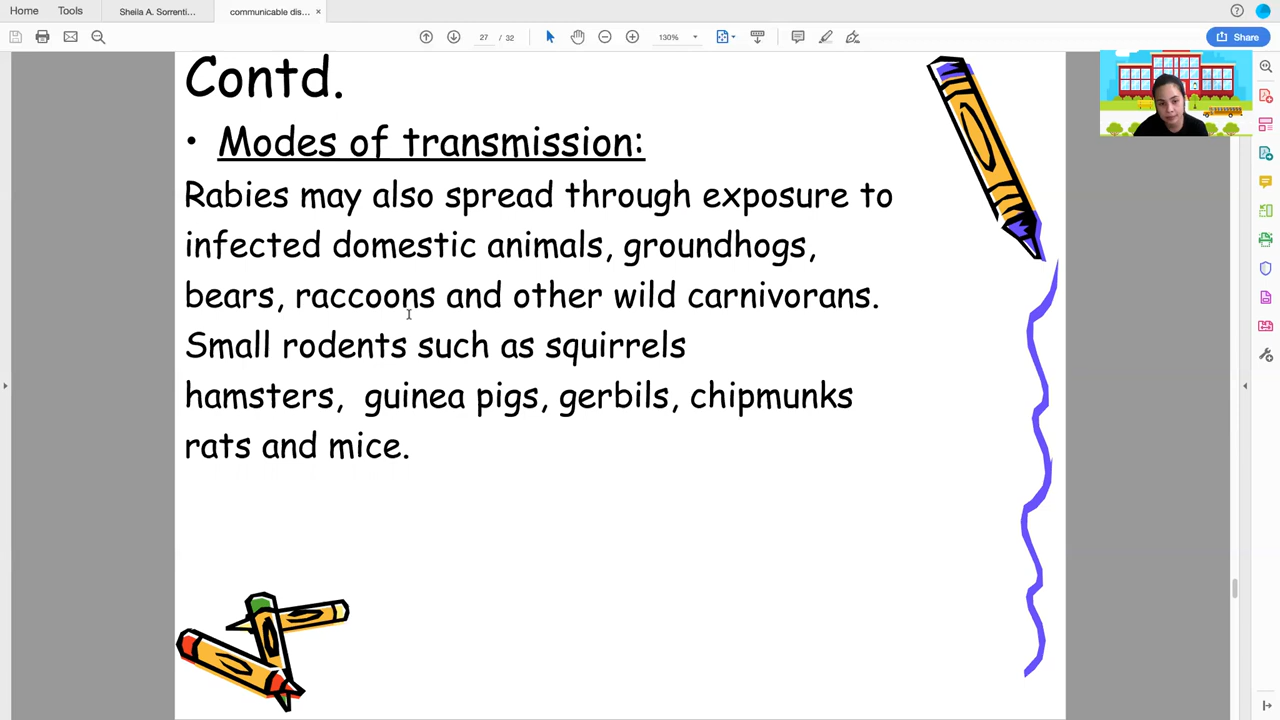 Home Tools Sheila A. Sorrenti... communicable dis... ×
27 / 32 130% Share
Contd.
• Modes of transmission:
Rabies may also spread through exposure to
infected domestic animals, groundhogs,
bears, raccoons and other wild carnivorans.
Small rodents such as squirrels
hamsters,  guinea pigs, gerbils, chipmunks
rats and mice.